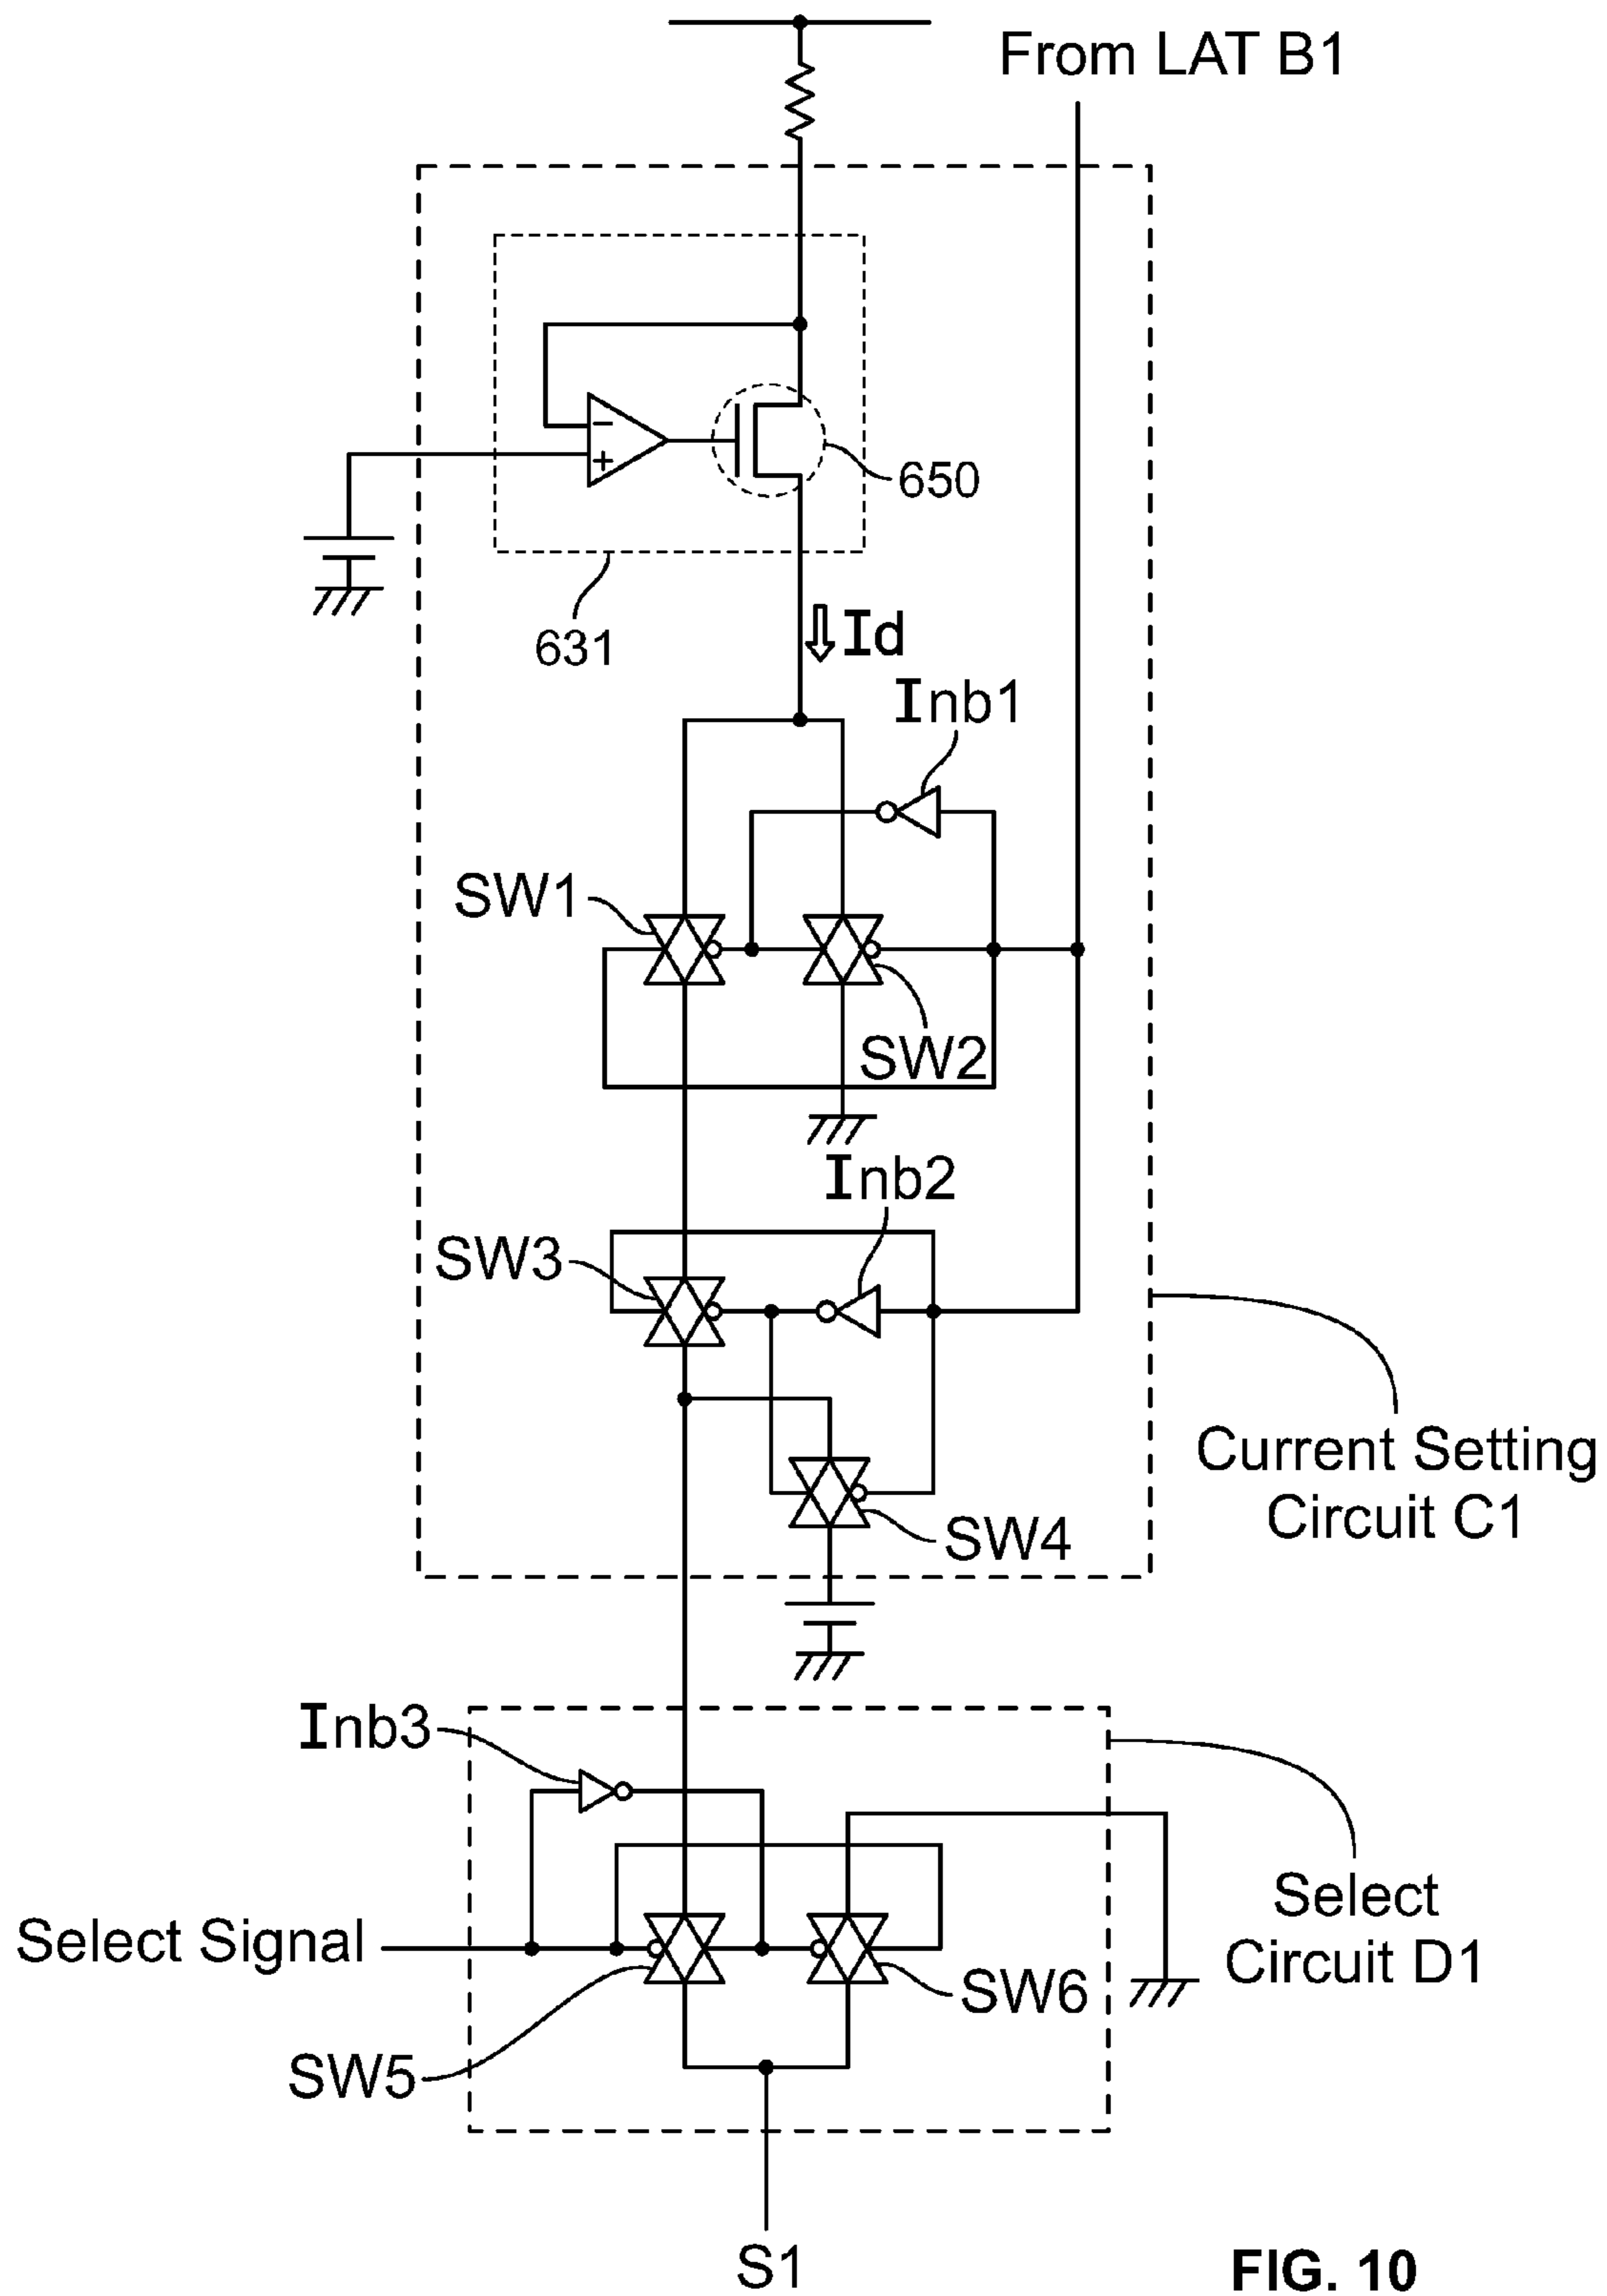 From LAT B1
−
+
650
631
Id
Inb1
SW1
SW2
Inb2
SW3
Current Setting
Circuit C1
SW4
Inb3
Select Signal
Select
Circuit D1
SW6
SW5
S1
FIG. 10